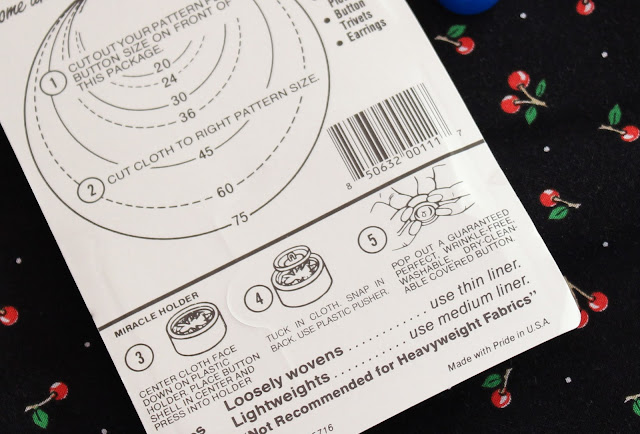 Button
Trivets
Earrings
1
CUT OUT YOUR PATTERN
BUTTON SIZE ON FRONT OF
THIS PACKAGE.
20
24
30
36
45
60
75
2
CUT CLOTH TO RIGHT PATTERN SIZE.
8 50632 00111 7
MIRACLE HOLDER
3
CENTER CLOTH FACE
DOWN ON PLASTIC
HOLDER. PLACE BUTTON
SHELL IN CENTER AND
PRESS INTO HOLDER
4
TUCK IN CLOTH. SNAP IN
BACK. USE PLASTIC PUSHER.
5
POP OUT A GUARANTEED
PERFECT, WRINKLE-FREE,
WASHABLE, DRY-CLEAN-
ABLE COVERED BUTTON.
Loosely wovens . . . . . . . . . . . . use thin liner.
Lightweights . . . . . . . . . . . use medium liner.
"Not Recommended for Heavyweight Fabrics"
Made with Pride in U.S.A.
5716